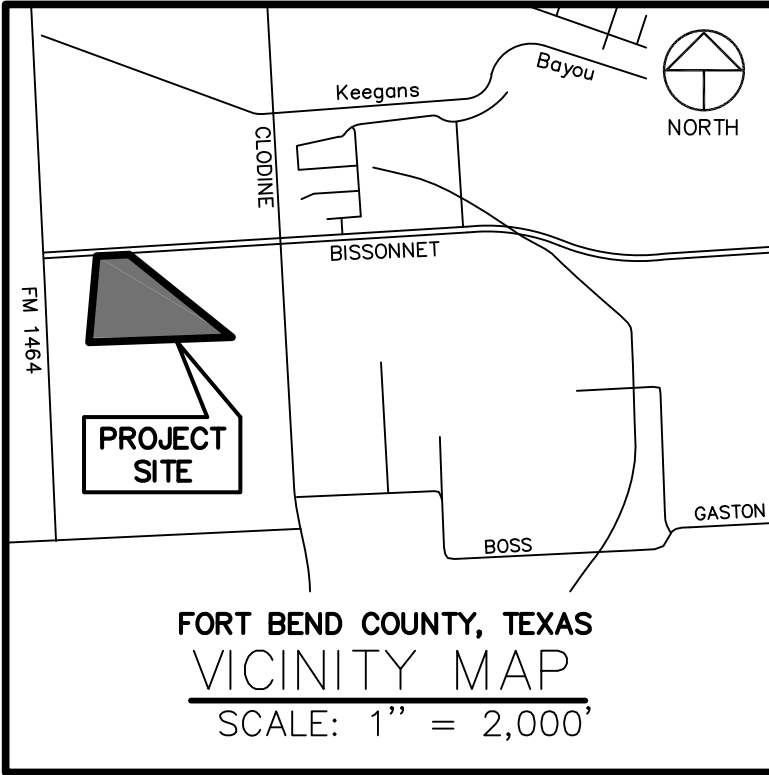 Keegans
Bayou
NORTH
CLODINE
BISSONNET
FM 1464
PROJECT
SITE
GASTON
BOSS
FORT BEND COUNTY, TEXAS
VICINITY MAP
SCALE: 1" = 2,000'